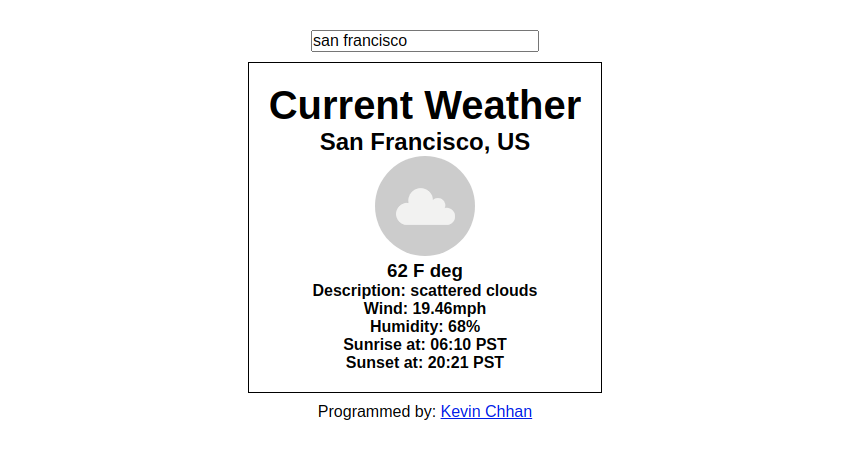 san francisco
Current Weather
San Francisco, US
62 F deg
Description: scattered clouds
Wind: 19.46mph
Humidity: 68%
Sunrise at: 06:10 PST
Sunset at: 20:21 PST
Programmed by: Kevin Chhan